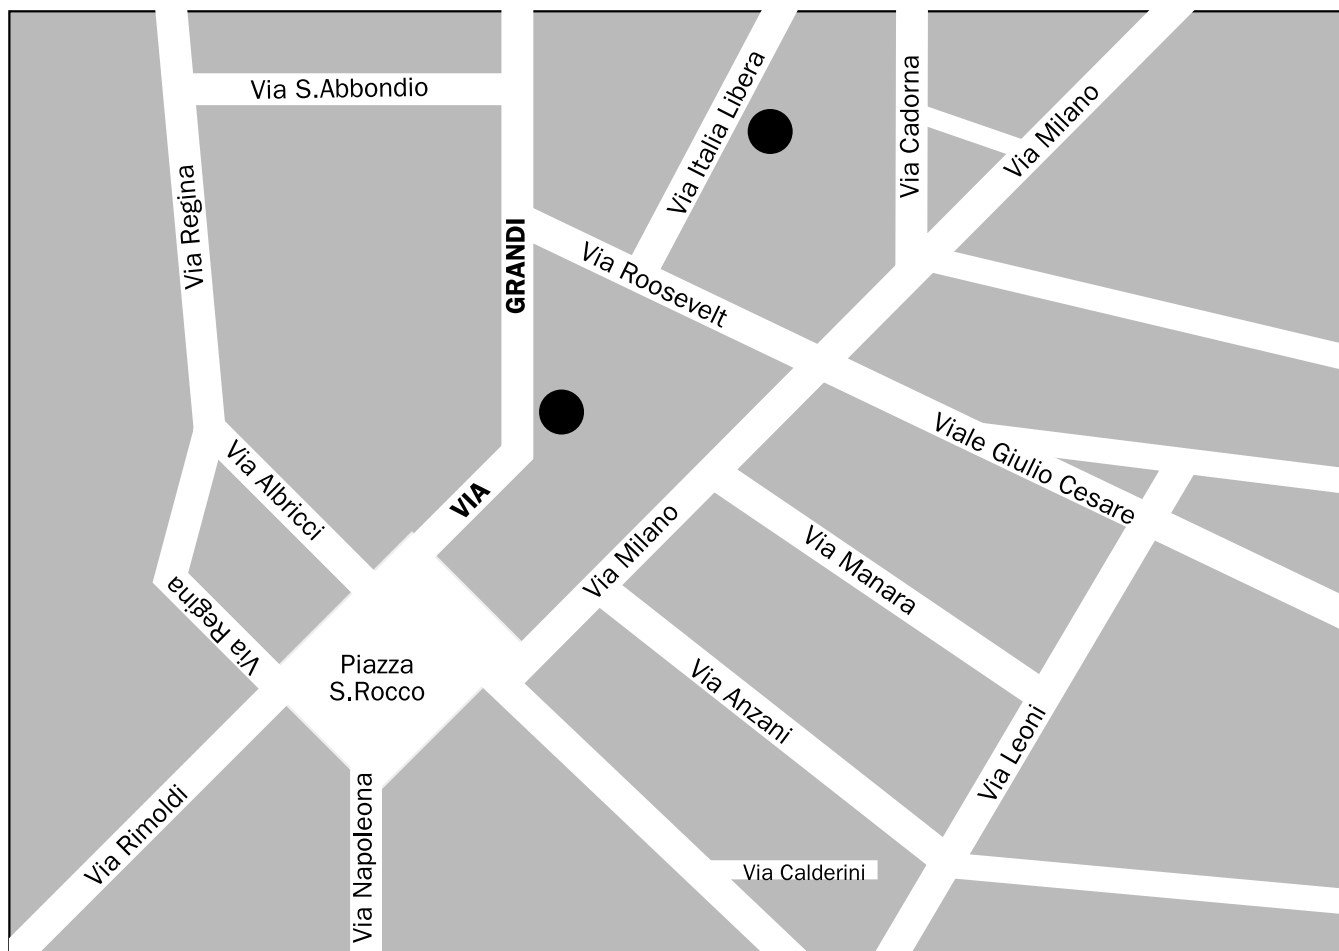 Via S.Abbondio
Via Italia Libera
Via Cadorna
Via Milano
Via Regina
GRANDI
Via Roosevelt
Via Albricci
VIA
Viale Giulio Cesare
Via Milano
Via Manara
Via Regina
Piazza
S.Rocco
Via Anzani
Via Leoni
Via Rimoldi
Via Napoleona
Via Calderini